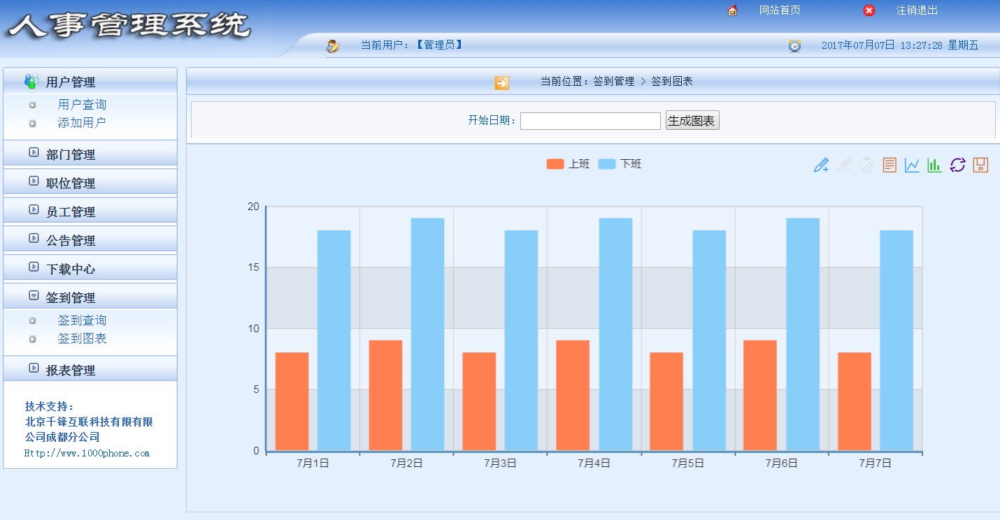 人事管理系统
网站首页
注销退出
当前用户：【管理员】
2017年07月07日 13:27:28 星期五
用户管理
用户查询
添加用户
部门管理
职位管理
员工管理
公告管理
下载中心
签到管理
签到查询
签到图表
报表管理
技术支持：
北京千锋互联科技有限有限
公司成都分公司
Http://www.1000phone.com
当前位置：签到管理 > 签到图表
开始日期：
生成图表
上班 下班
20
15
10
5
0
7月1日 7月2日 7月3日 7月4日 7月5日 7月6日 7月7日